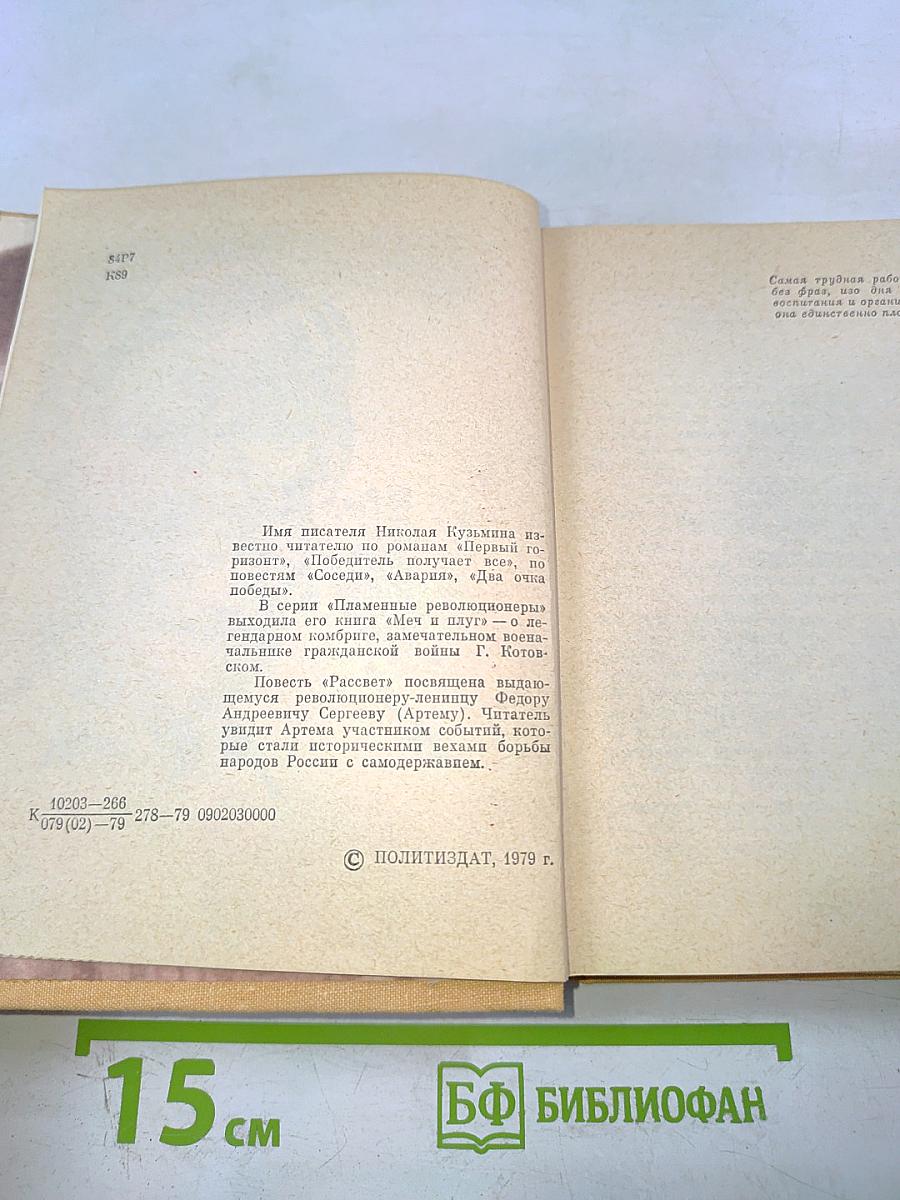 84Р7
К89
Имя писателя Николая Кузьмина из-
вестно читателю по романам «Первый го-
ризонт», «Победитель получает все», по
повестям «Соседи», «Авария», «Два очка
победы».
В серии «Пламенные революционеры»
выходила его книга «Меч и плуг» — о ле-
гендарном комбриге, замечательном воена-
чальнике гражданской войны Г. Котов-
ском.
Повесть «Рассвет» посвящена выдаю-
щемуся революционеру-ленинцу Федору
Андреевичу Сергееву (Артему). Читатель
увидит Артема участником событий, кото-
рые стали историческими вехами борьбы
народов России с самодержавием.
К 10203—266
079(02)—79 278—79 0902030000
© ПОЛИТИЗДАТ, 1979 г.
Самая трудная
без фраз, изо дня
воспитания и
она единственно
15 см
БФ БИБЛИОФАН